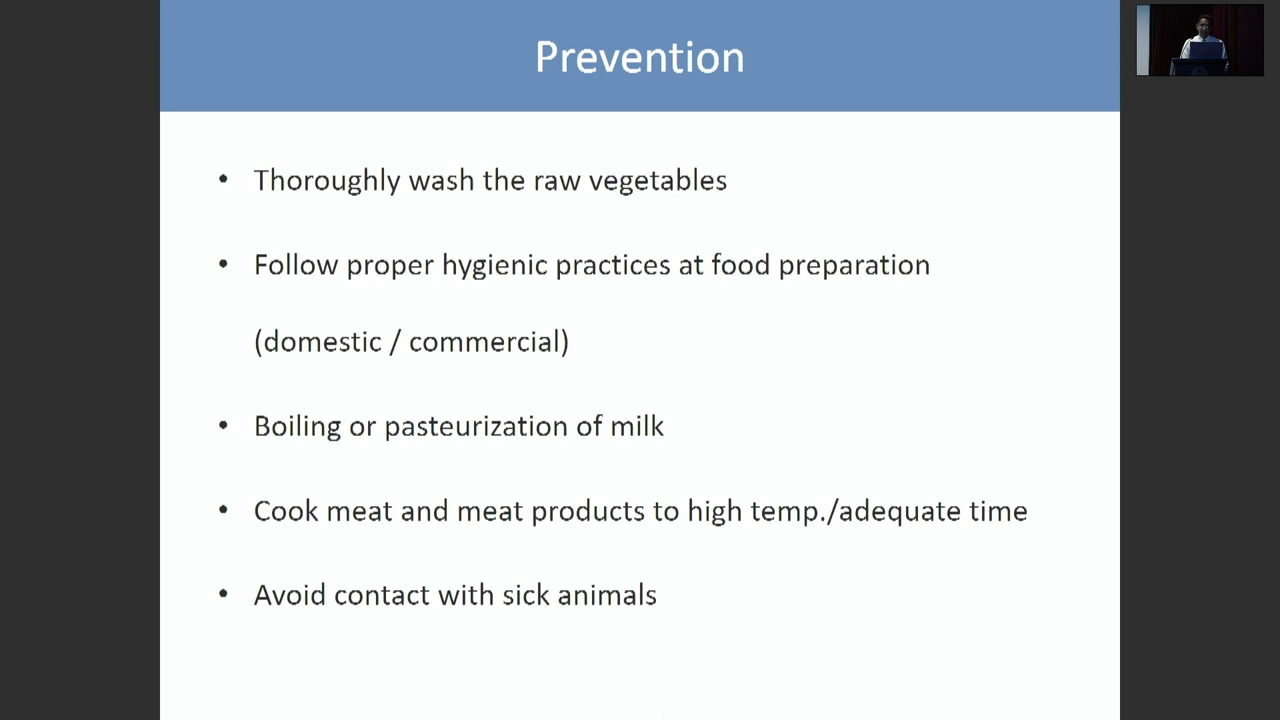 Prevention
• Thoroughly wash the raw vegetables
• Follow proper hygienic practices at food preparation
(domestic / commercial)
• Boiling or pasteurization of milk
• Cook meat and meat products to high temp./adequate time
• Avoid contact with sick animals